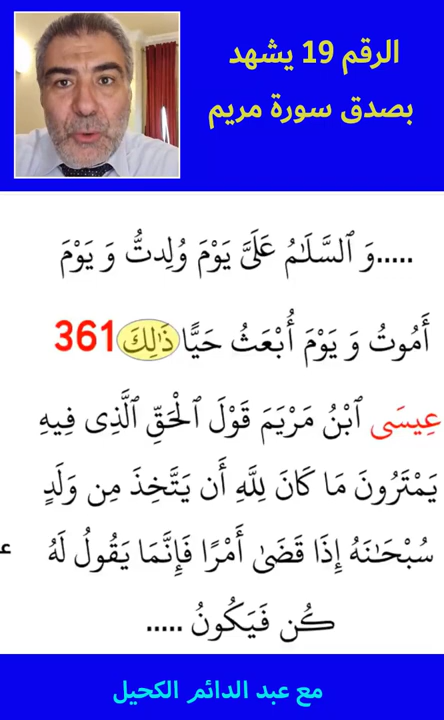 الرقم 19 يشهد
بصدق سورة مريم
.....وَ ٱلسَّلَـٰمُ عَلَىَّ يَوْمَ وُلِدتُّ وَ يَوْمَ
أَمُوتُ وَ يَوْمَ أُبْعَثُ حَيًّا ذَٰلِكَ 361
عِيسَى ٱبْنُ مَرْيَمَ قَوْلَ ٱلْحَقِّ ٱلَّذِى فِيهِ
يَمْتَرُونَ مَا كَانَ لِلَّهِ أَن يَتَّخِذَ مِن وَلَدٍ
سُبْحَـٰنَهُ إِذَا قَضَىٰ أَمْرًا فَإِنَّمَا يَقُولُ لَهُ
كُن فَيَكُونُ .....
مع عبد الدائم الكحيل